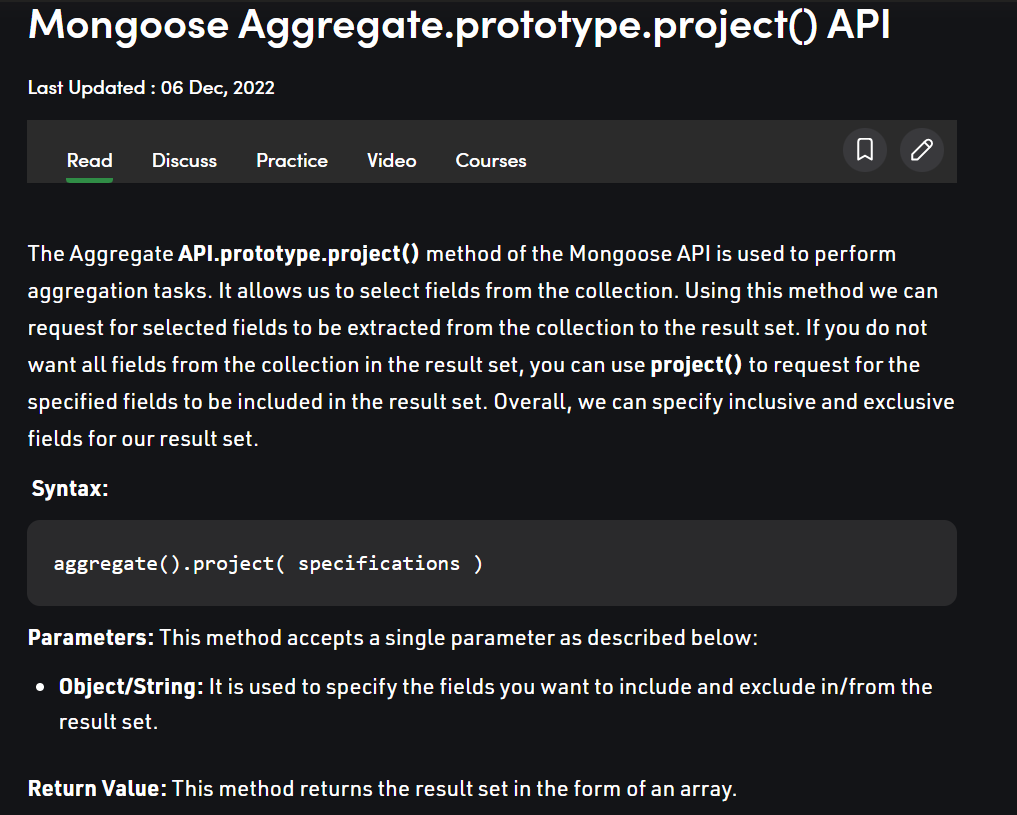 Mongoose Aggregate.prototype.project() API
Last Updated : 06 Dec, 2022
Read Discuss Practice Video Courses
The Aggregate API.prototype.project() method of the Mongoose API is used to perform
aggregation tasks. It allows us to select fields from the collection. Using this method we can
request for selected fields to be extracted from the collection to the result set. If you do not
want all fields from the collection in the result set, you can use project() to request for the
specified fields to be included in the result set. Overall, we can specify inclusive and exclusive
fields for our result set.
Syntax:
aggregate().project( specifications )
Parameters: This method accepts a single parameter as described below:
• Object/String: It is used to specify the fields you want to include and exclude in/from the
result set.
Return Value: This method returns the result set in the form of an array.